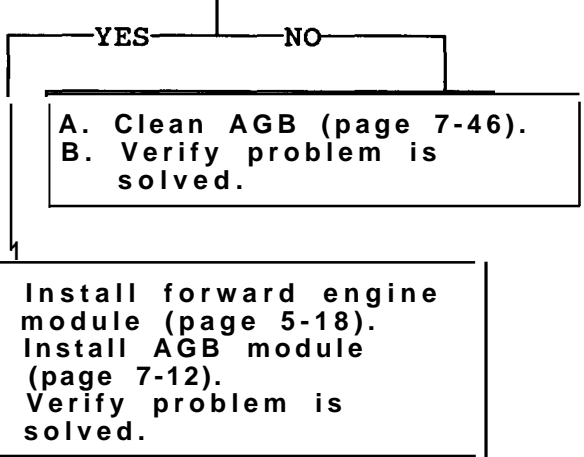 YES NO
A. Clean AGB (page 7-46).
B. Verify problem is
solved.
Install forward engine
module (page 5-18).
Install AGB module
(page 7-12).
Verify problem is
solved.